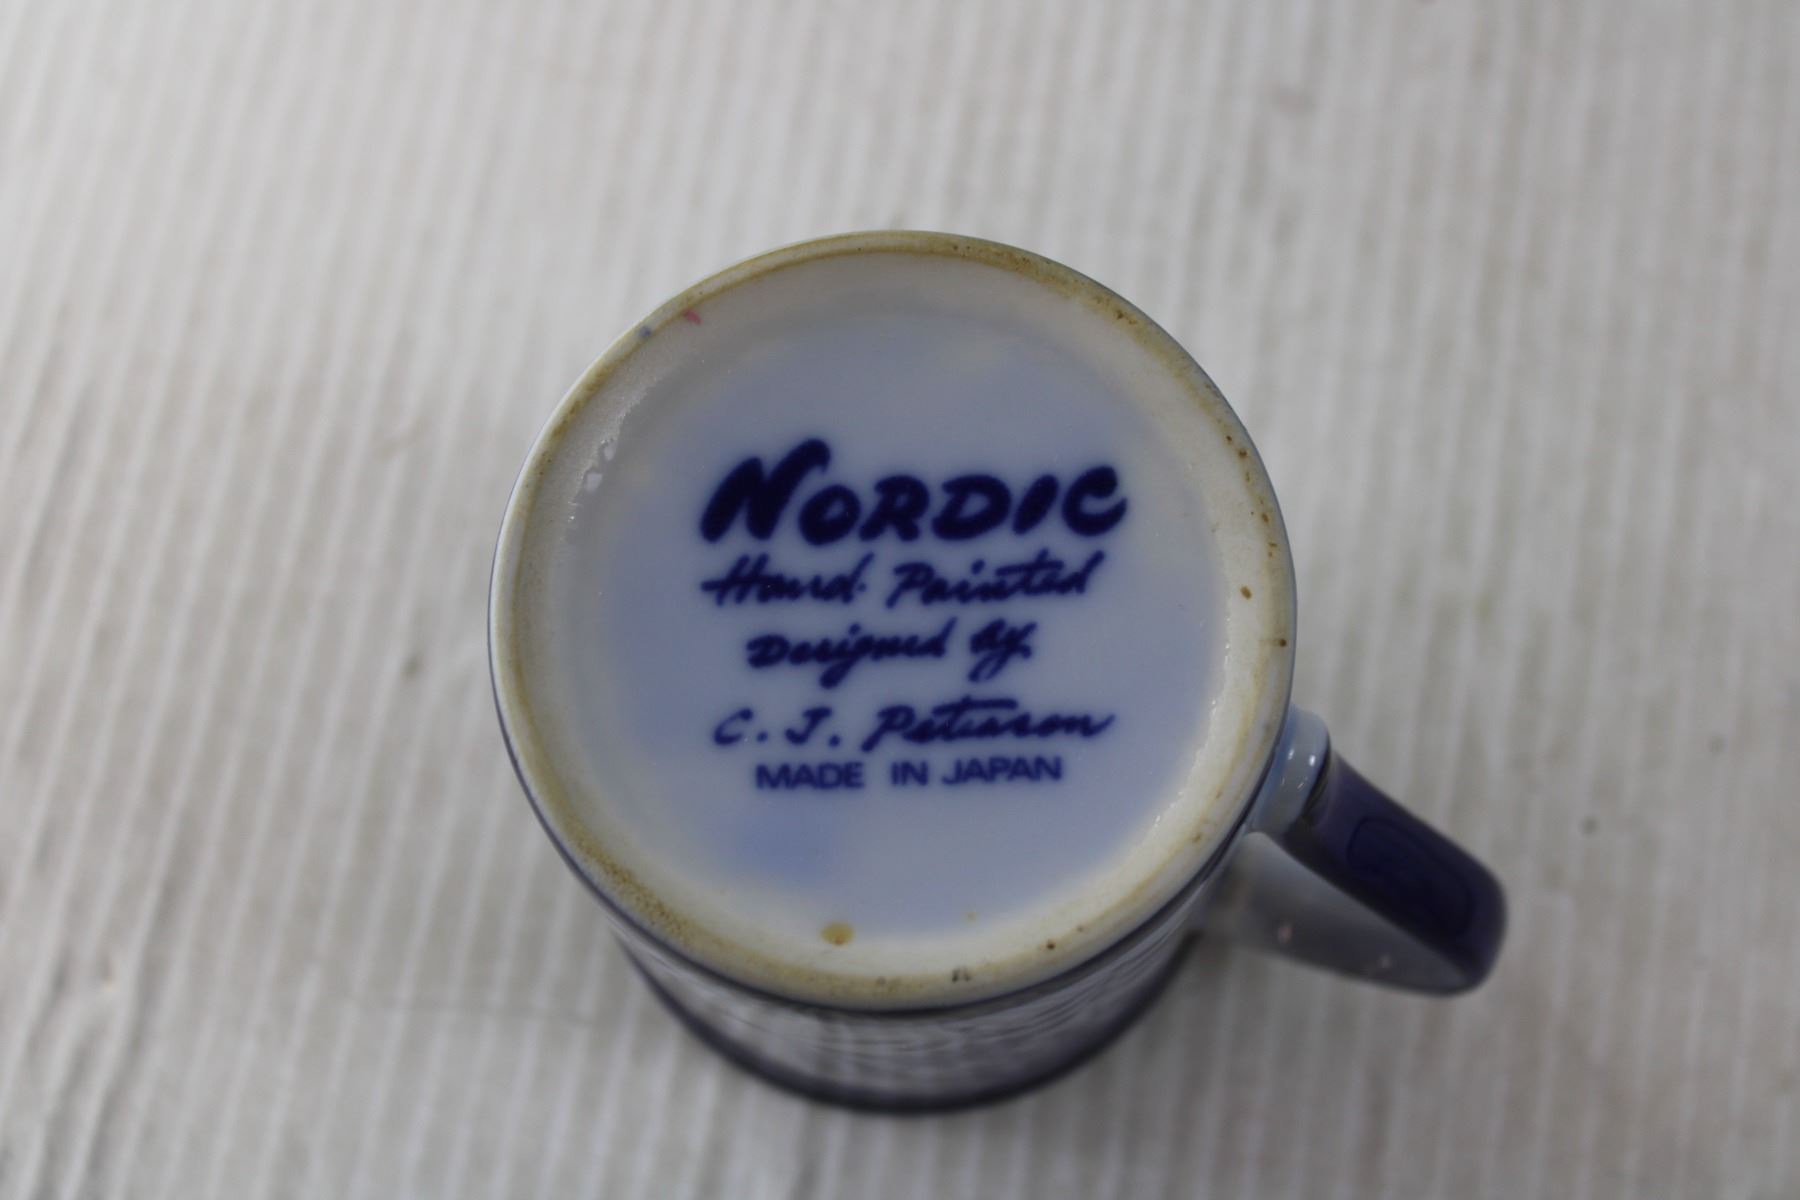 NORDIC
Hand Painted
Designed by
C. J. Peterson
MADE IN JAPAN